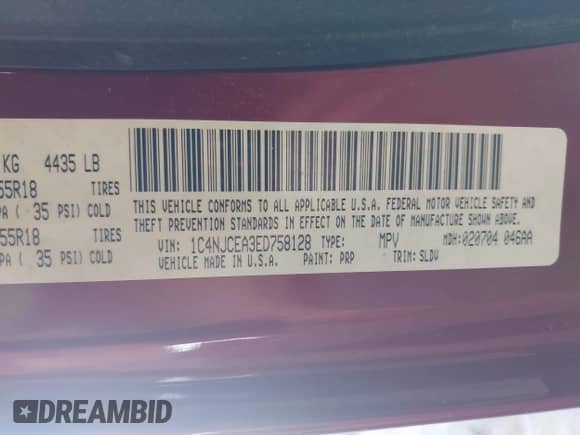 KG 4435 LB
55R18 TIRES
PA ( 35 PSI) COLD
55R18 TIRES
PA ( 35 PSI) COLD
THIS VEHICLE CONFORMS TO ALL APPLICABLE U.S.A. FEDERAL MOTOR VEHICLE SAFETY AND
THEFT PREVENTION STANDARDS IN EFFECT ON THE DATE OF MANUFACTURE SHOWN ABOVE.
VIN: 1C4NJCEA3ED758128 TYPE: MPV MDH:020704 046AA
VEHICLE MADE IN U.S.A. PAINT: PRP TRIM: SLDV
DREAMBID